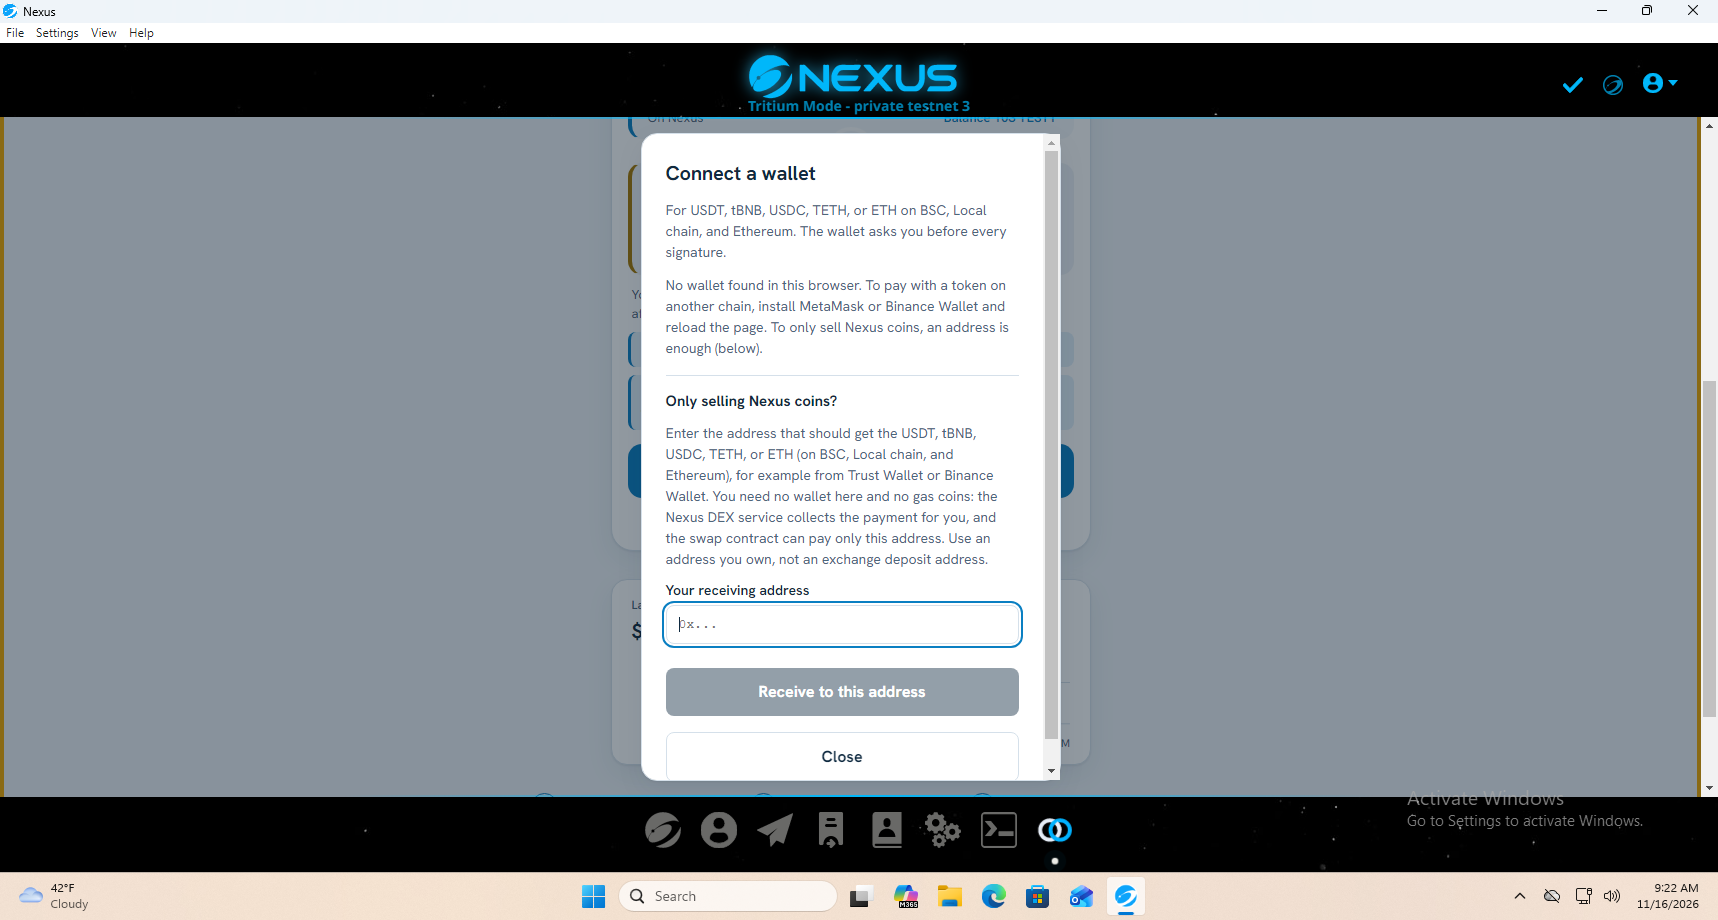 Nexus
File Settings View Help
NEXUS
Tritium Mode - private testnet 3
On Nexus
Connect a wallet
For USDT, tBNB, USDC, TETH, or ETH on BSC, Local
chain, and Ethereum. The wallet asks you before every
signature.
No wallet found in this browser. To pay with a token on
another chain, install MetaMask or Binance Wallet and
reload the page. To only sell Nexus coins, an address is
enough (below).
Only selling Nexus coins?
Enter the address that should get the USDT, tBNB,
USDC, TETH, or ETH (on BSC, Local chain, and
Ethereum), for example from Trust Wallet or Binance
Wallet. You need no wallet here and no gas coins: the
Nexus DEX service collects the payment for you, and
the swap contract can pay only this address. Use an
address you own, not an exchange deposit address.
Your receiving address
0x...
Receive to this address
Close
$
M
Activate Windows
Go to Settings to activate Windows.
42°F
Cloudy
Search
M365
9:22 AM
11/16/2026